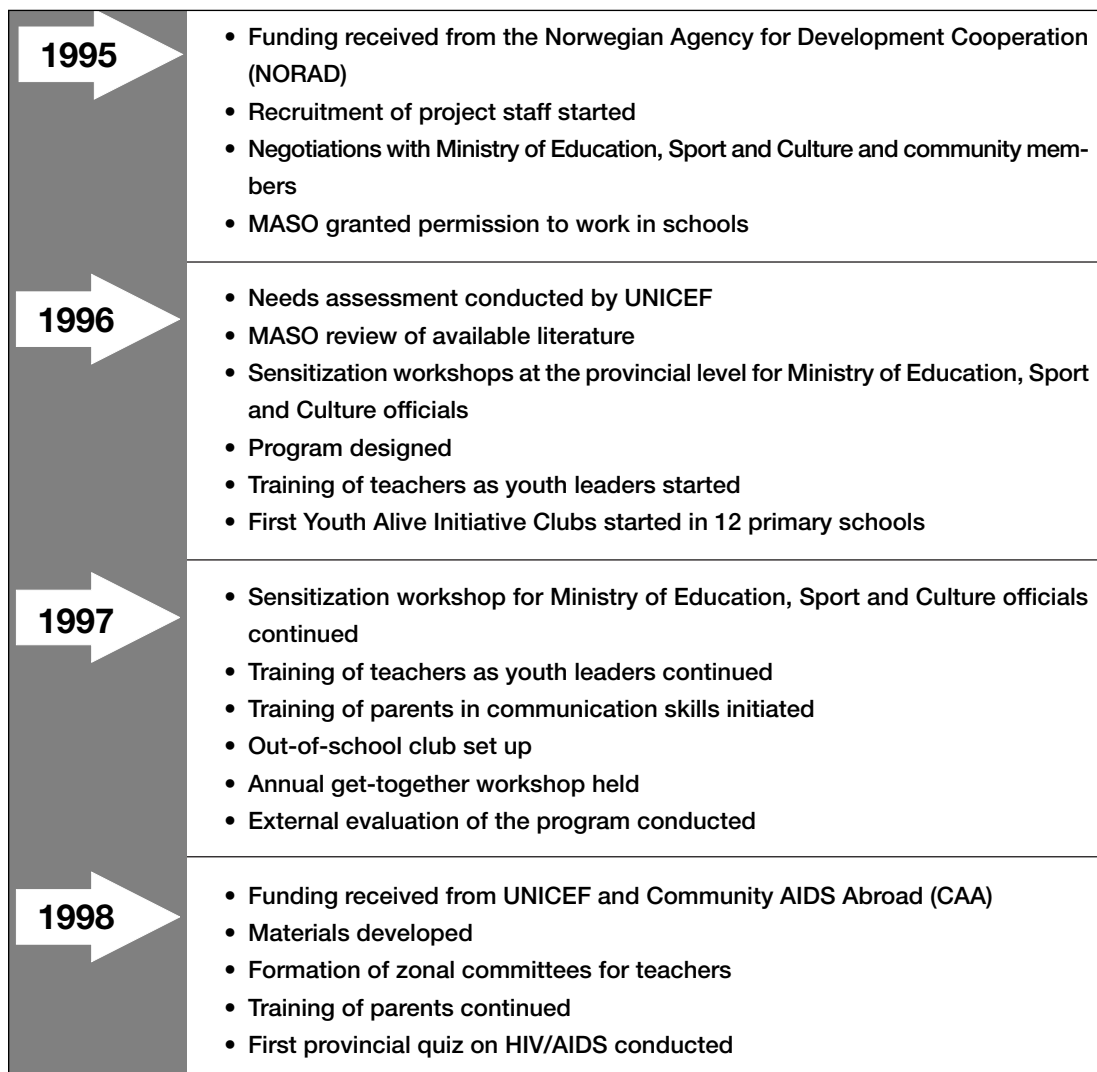 1995
• Funding received from the Norwegian Agency for Development Cooperation
(NORAD)
• Recruitment of project staff started
• Negotiations with Ministry of Education, Sport and Culture and community mem-
bers
• MASO granted permission to work in schools
1996
• Needs assessment conducted by UNICEF
• MASO review of available literature
• Sensitization workshops at the provincial level for Ministry of Education, Sport
and Culture officials
• Program designed
• Training of teachers as youth leaders started
• First Youth Alive Initiative Clubs started in 12 primary schools
1997
• Sensitization workshop for Ministry of Education, Sport and Culture officials
continued
• Training of teachers as youth leaders continued
• Training of parents in communication skills initiated
• Out-of-school club set up
• Annual get-together workshop held
• External evaluation of the program conducted
1998
• Funding received from UNICEF and Community AIDS Abroad (CAA)
• Materials developed
• Formation of zonal committees for teachers
• Training of parents continued
• First provincial quiz on HIV/AIDS conducted